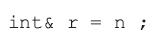 int& r = n ;